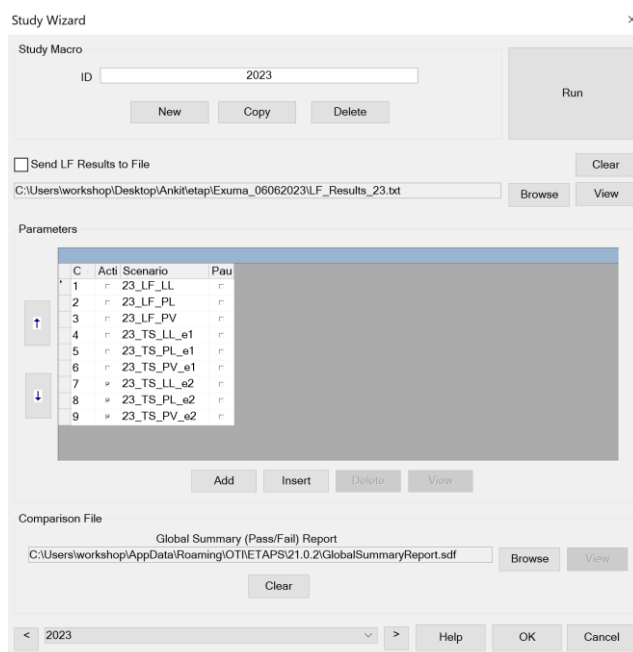 Study Wizard
Study Macro
ID 2023
New Copy Delete
Run
Send LF Results to File
Clear
C:\Users\workshop\Desktop\Ankit\etap\Exuma_06062023\LF_Results_23.txt
Browse View
Parameters
C Acti Scenario Pau
1 23_LF_LL
2 23_LF_PL
3 23_LF_PV
4 23_TS_LL_e1
5 23_TS_PL_e1
6 23_TS_PV_e1
7 23_TS_LL_e2
8 23_TS_PL_e2
9 23_TS_PV_e2
Add Insert Delete View
Comparison File
Global Summary (Pass/Fail) Report
C:\Users\workshop\AppData\Roaming\OTI\ETAPS\21.0.2\GlobalSummaryReport.sdf
Browse View
Clear
< 2023 > Help OK Cancel